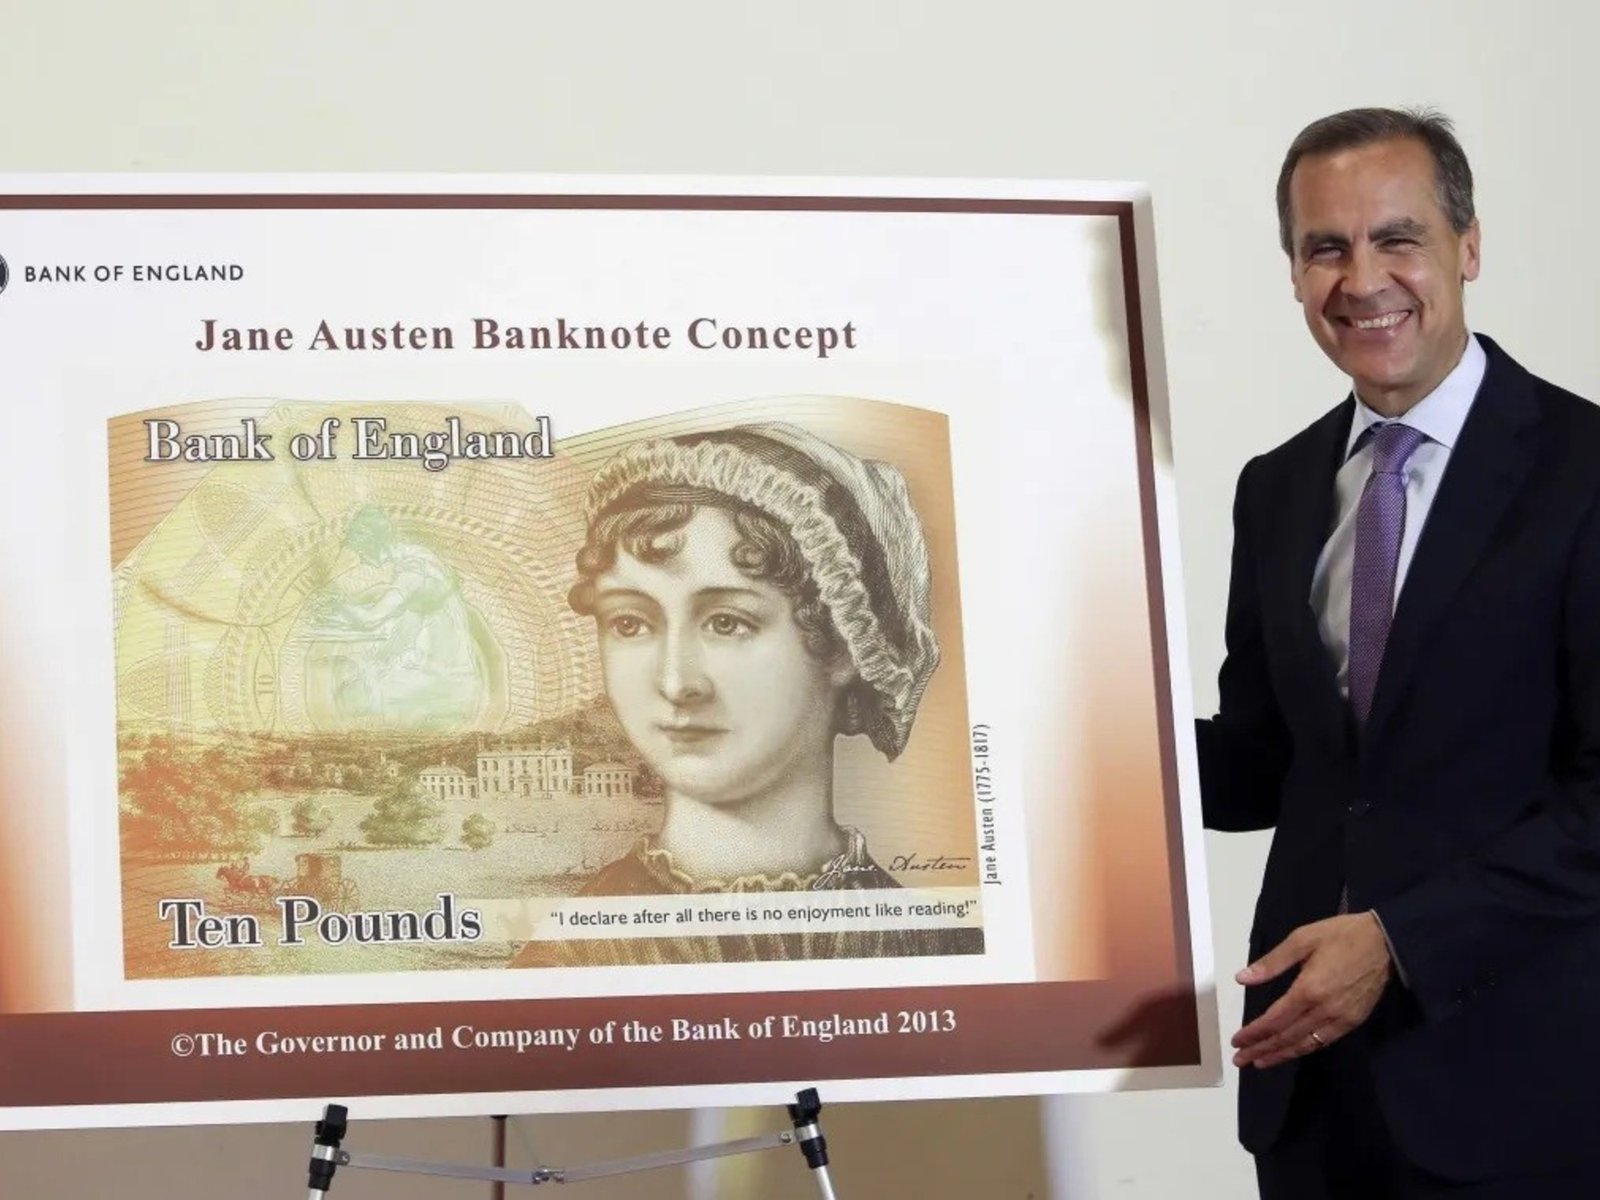 BANK OF ENGLAND
Jane Austen Banknote Concept
Bank of England
10
Jane Austen (1775-1817)
Jane Austen
Ten Pounds
"I declare after all there is no enjoyment like reading!"
©The Governor and Company of the Bank of England 2013